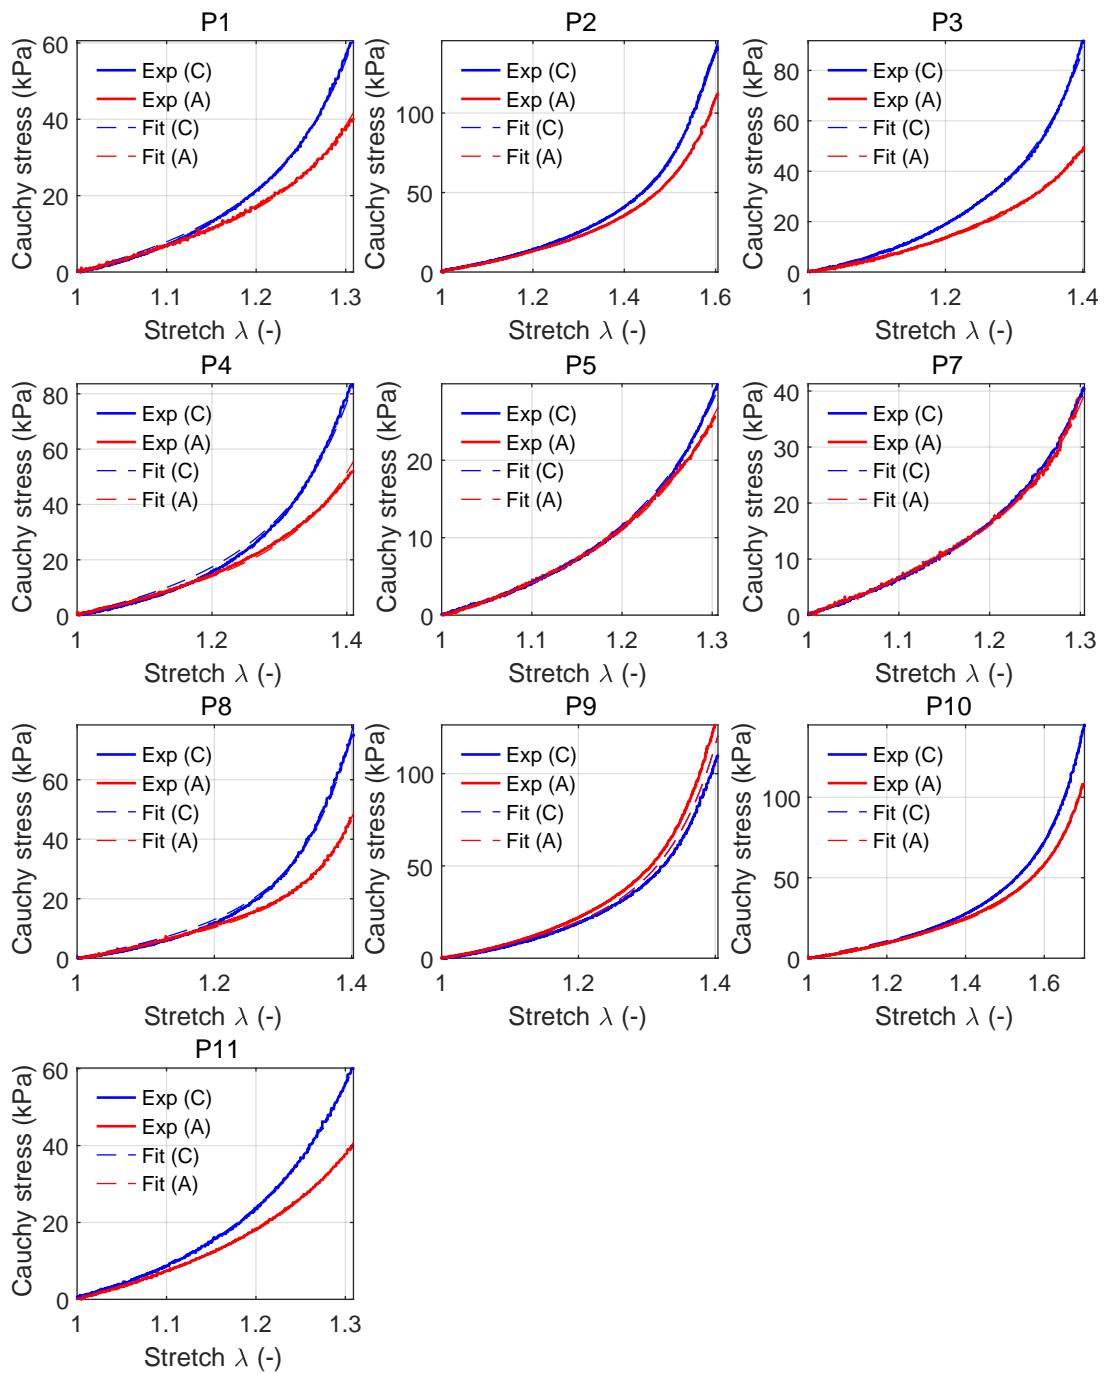 P1
Cauchy stress (kPa)
60
40
20
0
Exp (C)
Exp (A)
Fit (C)
Fit (A)
1 1.1 1.2 1.3
Stretch λ (-)
P2
Cauchy stress (kPa)
100
50
0
Exp (C)
Exp (A)
Fit (C)
Fit (A)
1 1.2 1.4 1.6
Stretch λ (-)
P3
Cauchy stress (kPa)
80
60
40
20
0
Exp (C)
Exp (A)
Fit (C)
Fit (A)
1 1.2 1.4
Stretch λ (-)
P4
Cauchy stress (kPa)
80
60
40
20
0
Exp (C)
Exp (A)
Fit (C)
Fit (A)
1 1.2 1.4
Stretch λ (-)
P5
Cauchy stress (kPa)
20
10
0
Exp (C)
Exp (A)
Fit (C)
Fit (A)
1 1.1 1.2 1.3
Stretch λ (-)
P7
Cauchy stress (kPa)
40
30
20
10
0
Exp (C)
Exp (A)
Fit (C)
Fit (A)
1 1.1 1.2 1.3
Stretch λ (-)
P8
Cauchy stress (kPa)
60
40
20
0
Exp (C)
Exp (A)
Fit (C)
Fit (A)
1 1.2 1.4
Stretch λ (-)
P9
Cauchy stress (kPa)
100
50
0
Exp (C)
Exp (A)
Fit (C)
Fit (A)
1 1.2 1.4
Stretch λ (-)
P10
Cauchy stress (kPa)
100
50
0
Exp (C)
Exp (A)
Fit (C)
Fit (A)
1 1.2 1.4 1.6
Stretch λ (-)
P11
Cauchy stress (kPa)
60
40
20
0
Exp (C)
Exp (A)
Fit (C)
Fit (A)
1 1.1 1.2 1.3
Stretch λ (-)